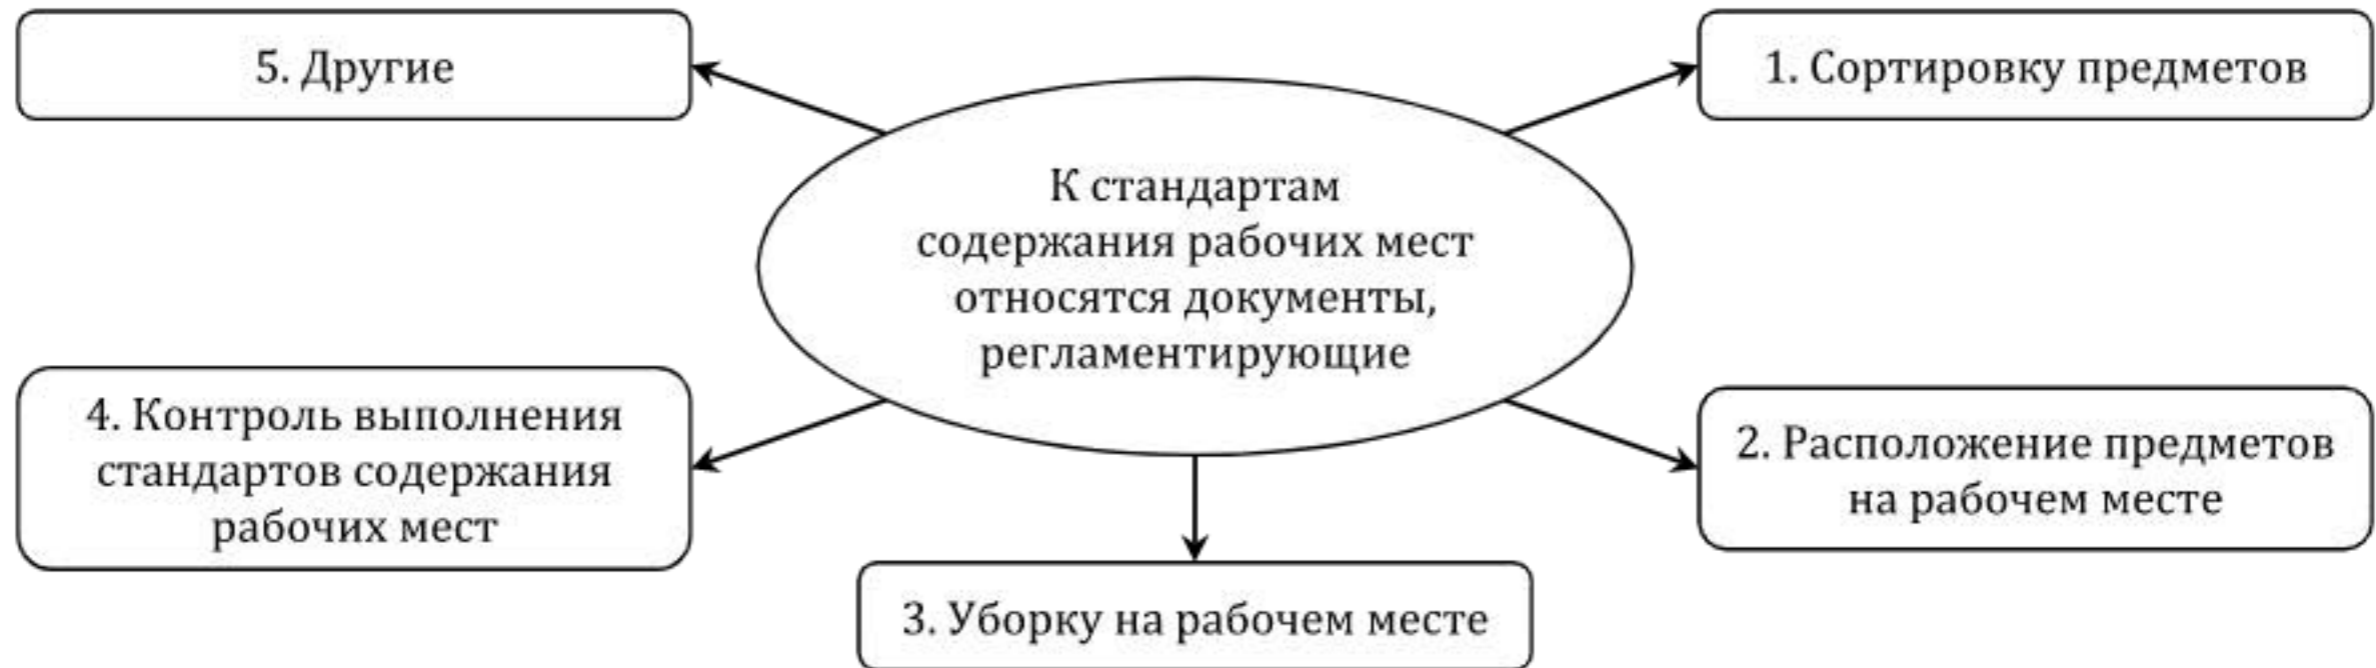 К стандартам
содержания рабочих мест
относятся документы,
регламентирующие
1. Сортировку предметов
2. Расположение предметов
на рабочем месте
3. Уборку на рабочем месте
4. Контроль выполнения
стандартов содержания
рабочих мест
5. Другие